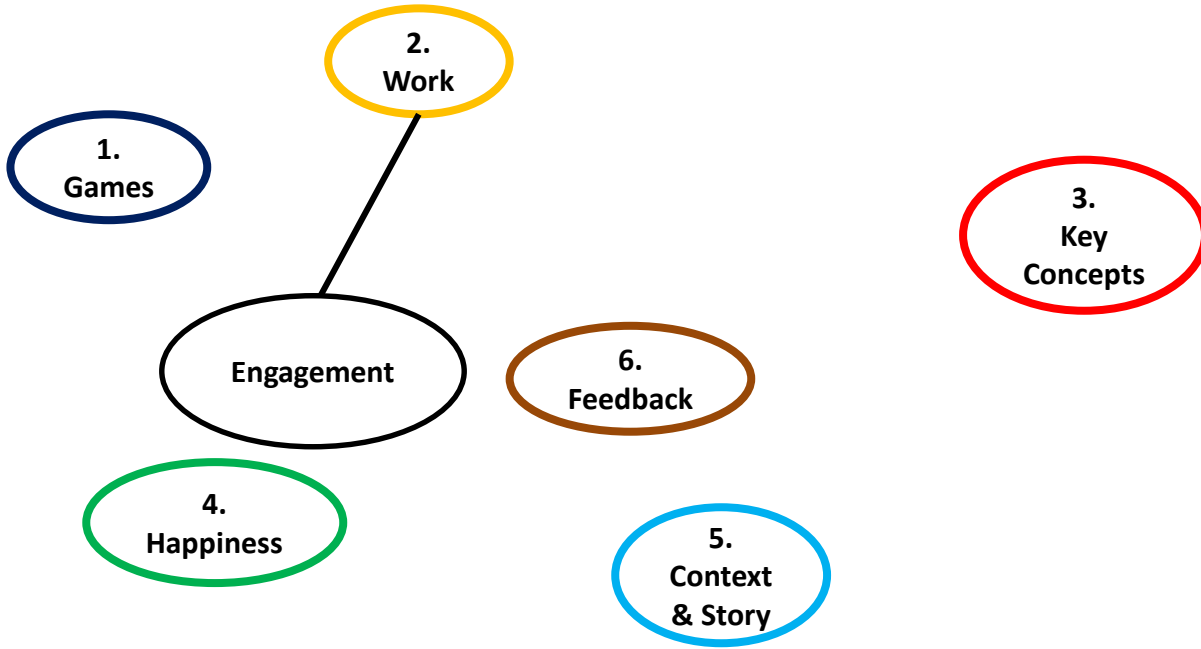 1.
Games
2.
Work
3.
Key
Concepts
Engagement
6.
Feedback
4.
Happiness
5.
Context
& Story